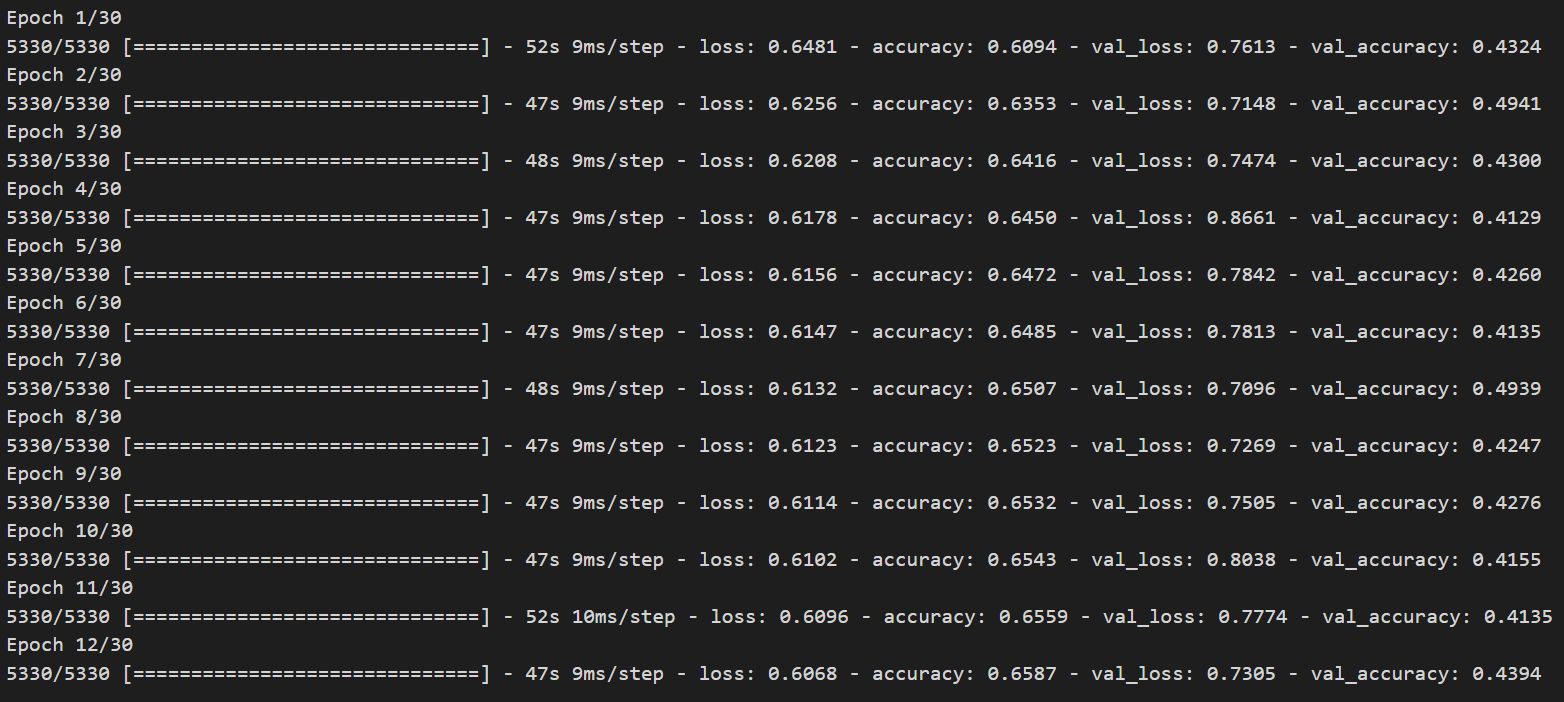 Epoch 1/30
5330/5330 [==============================] - 52s 9ms/step - loss: 0.6481 - accuracy: 0.6094 - val_loss: 0.7613 - val_accuracy: 0.4324
Epoch 2/30
5330/5330 [==============================] - 47s 9ms/step - loss: 0.6256 - accuracy: 0.6353 - val_loss: 0.7148 - val_accuracy: 0.4941
Epoch 3/30
5330/5330 [==============================] - 48s 9ms/step - loss: 0.6208 - accuracy: 0.6416 - val_loss: 0.7474 - val_accuracy: 0.4300
Epoch 4/30
5330/5330 [==============================] - 47s 9ms/step - loss: 0.6178 - accuracy: 0.6450 - val_loss: 0.8661 - val_accuracy: 0.4129
Epoch 5/30
5330/5330 [==============================] - 47s 9ms/step - loss: 0.6156 - accuracy: 0.6472 - val_loss: 0.7842 - val_accuracy: 0.4260
Epoch 6/30
5330/5330 [==============================] - 47s 9ms/step - loss: 0.6147 - accuracy: 0.6485 - val_loss: 0.7813 - val_accuracy: 0.4135
Epoch 7/30
5330/5330 [==============================] - 48s 9ms/step - loss: 0.6132 - accuracy: 0.6507 - val_loss: 0.7096 - val_accuracy: 0.4939
Epoch 8/30
5330/5330 [==============================] - 47s 9ms/step - loss: 0.6123 - accuracy: 0.6523 - val_loss: 0.7269 - val_accuracy: 0.4247
Epoch 9/30
5330/5330 [==============================] - 47s 9ms/step - loss: 0.6114 - accuracy: 0.6532 - val_loss: 0.7505 - val_accuracy: 0.4276
Epoch 10/30
5330/5330 [==============================] - 47s 9ms/step - loss: 0.6102 - accuracy: 0.6543 - val_loss: 0.8038 - val_accuracy: 0.4155
Epoch 11/30
5330/5330 [==============================] - 52s 10ms/step - loss: 0.6096 - accuracy: 0.6559 - val_loss: 0.7774 - val_accuracy: 0.4135
Epoch 12/30
5330/5330 [==============================] - 47s 9ms/step - loss: 0.6068 - accuracy: 0.6587 - val_loss: 0.7305 - val_accuracy: 0.4394